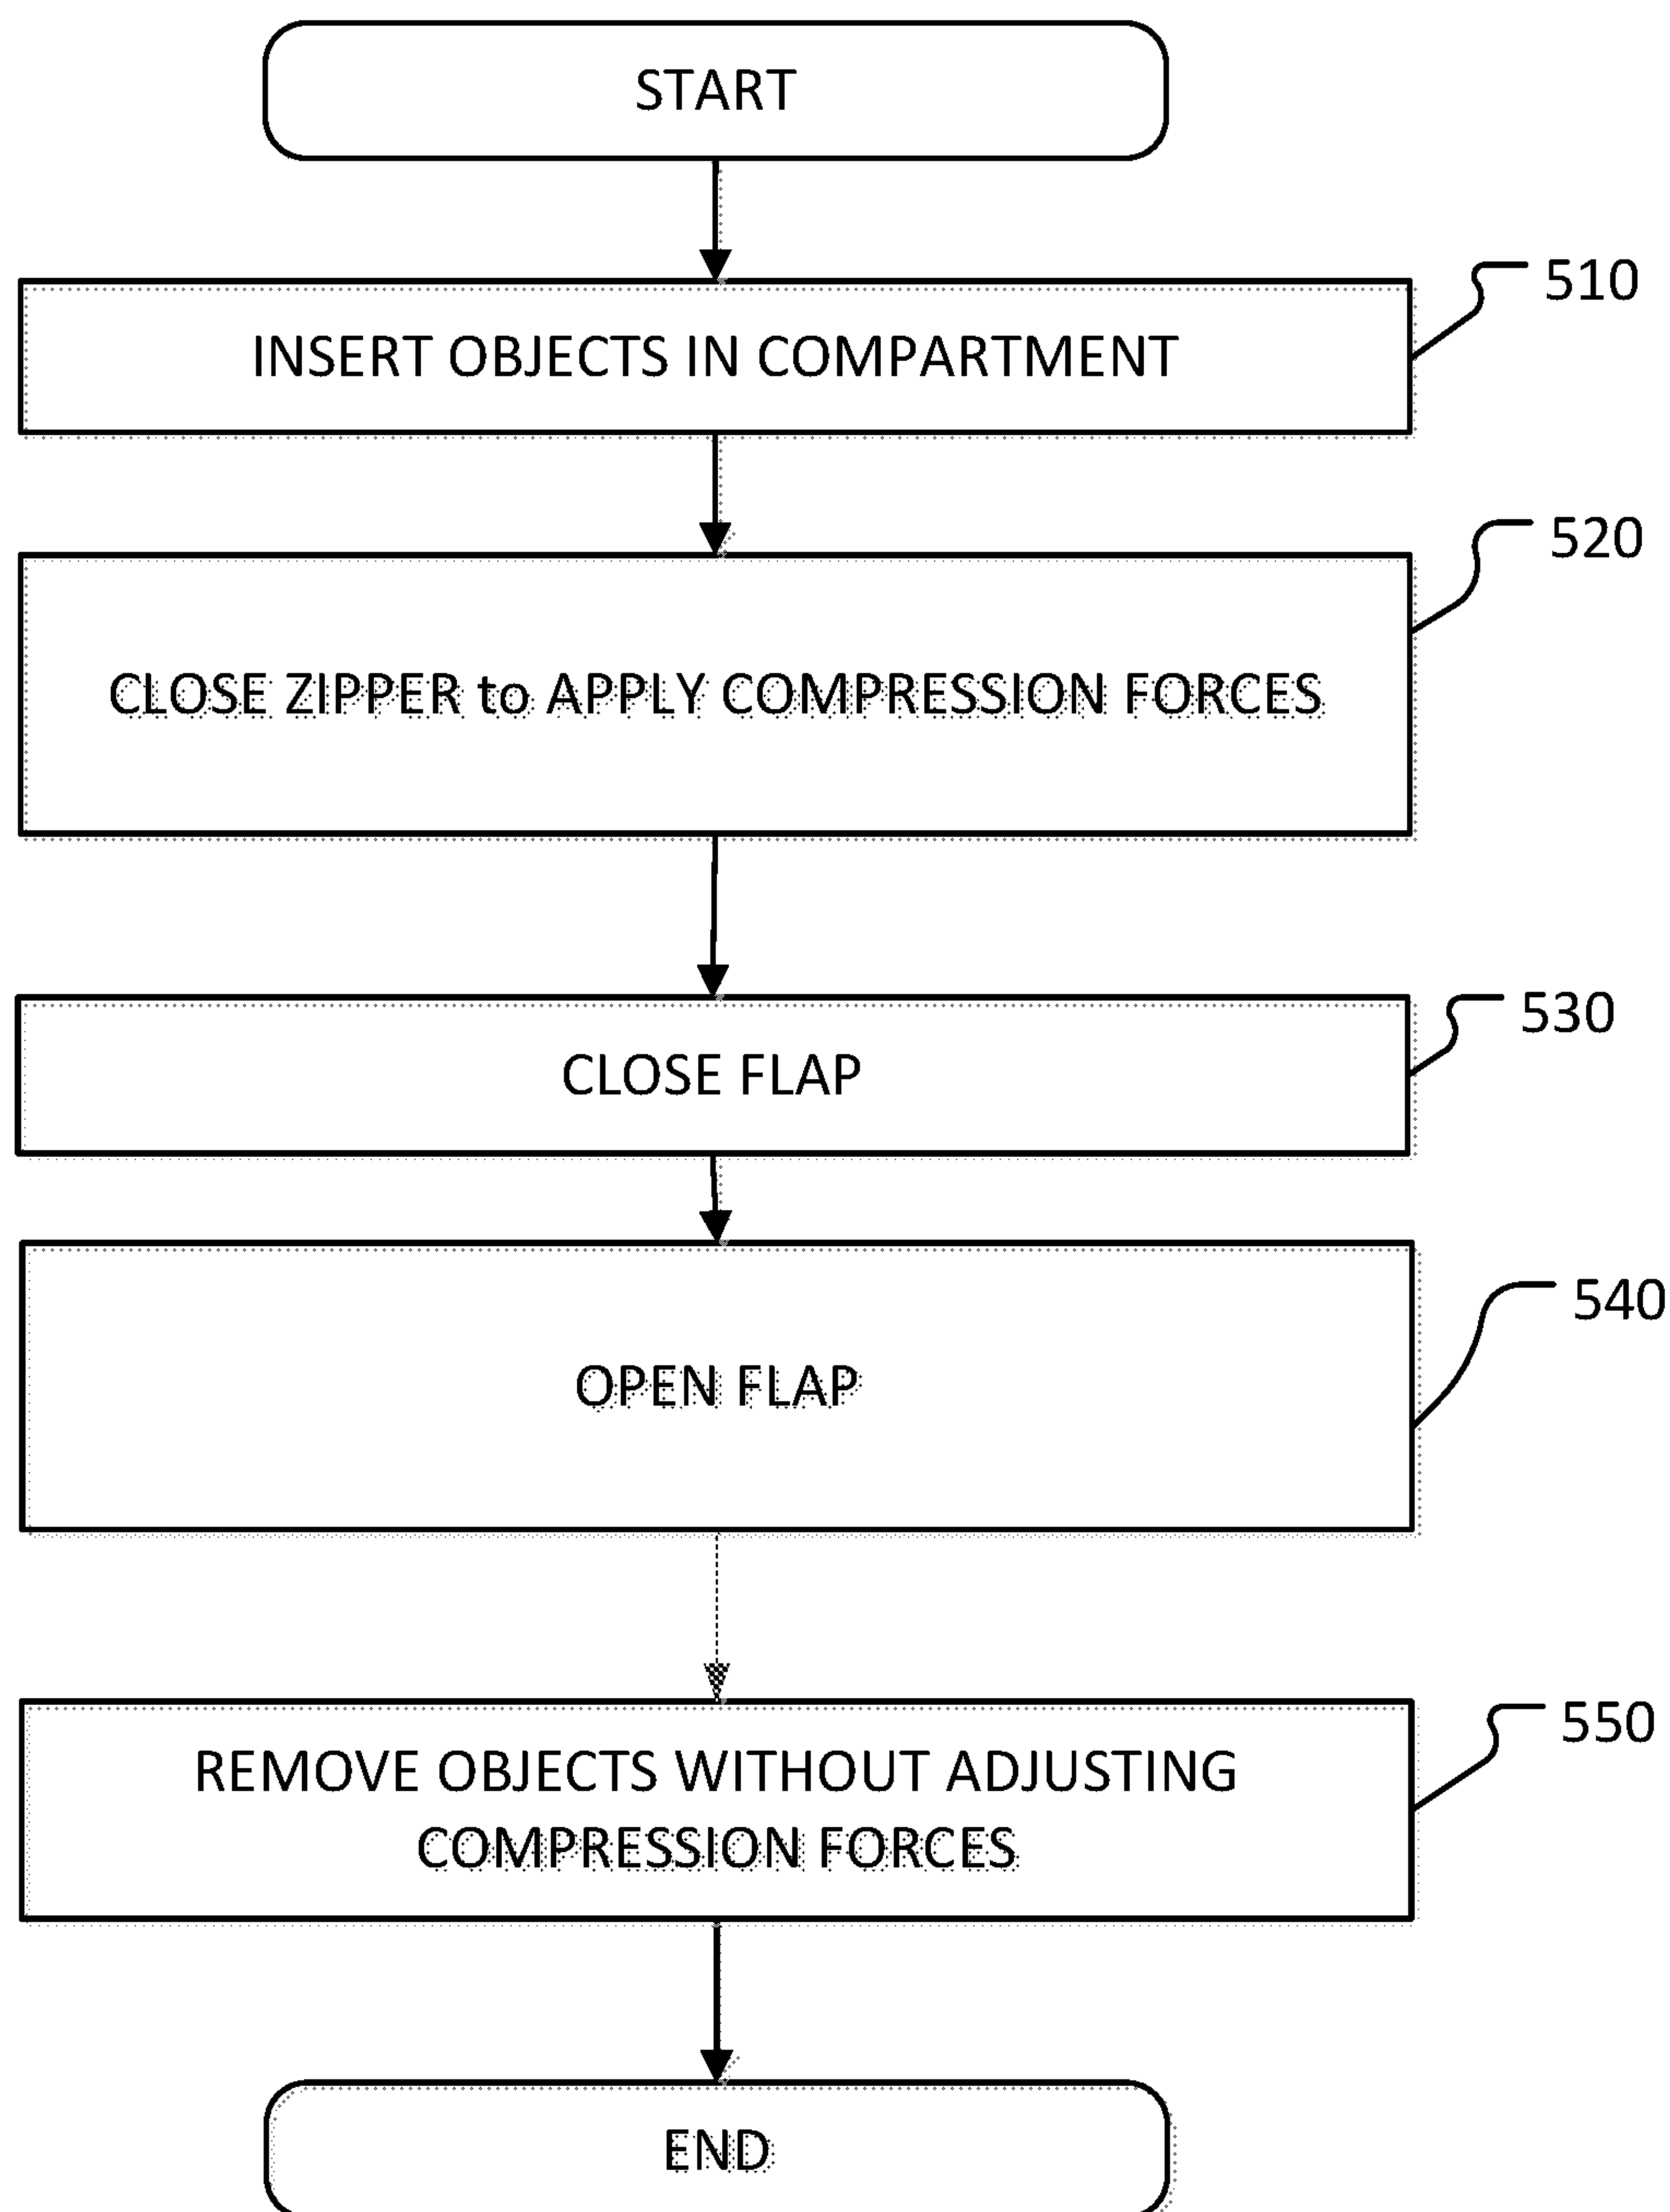 START
510
INSERT OBJECTS IN COMPARTMENT
520
CLOSE ZIPPER to APPLY COMPRESSION FORCES
530
CLOSE FLAP
540
OPEN FLAP
550
REMOVE OBJECTS WITHOUT ADJUSTING
COMPRESSION FORCES
END